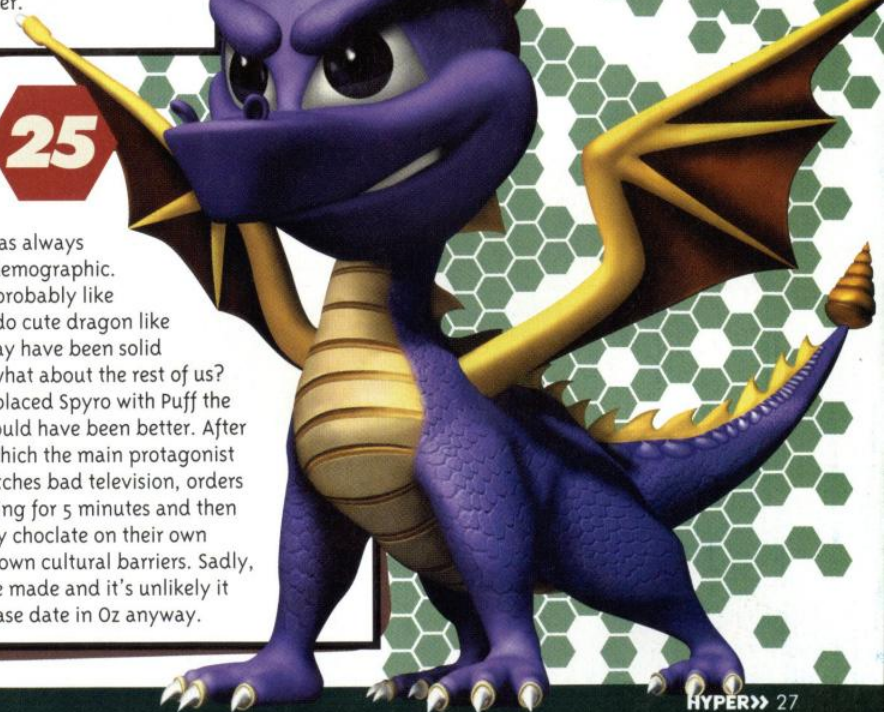 25
as always
emographic.
probably like
do cute dragon like
ay have been solid
what about the rest of us?
placed Spyro with Puff the
ould have been better. After
hich the main protagonist
tches bad television, orders
ing for 5 minutes and then
y choclate on their own
own cultural barriers. Sadly,
e made and it's unlikely it
ase date in Oz anyway.
HYPER>> 27